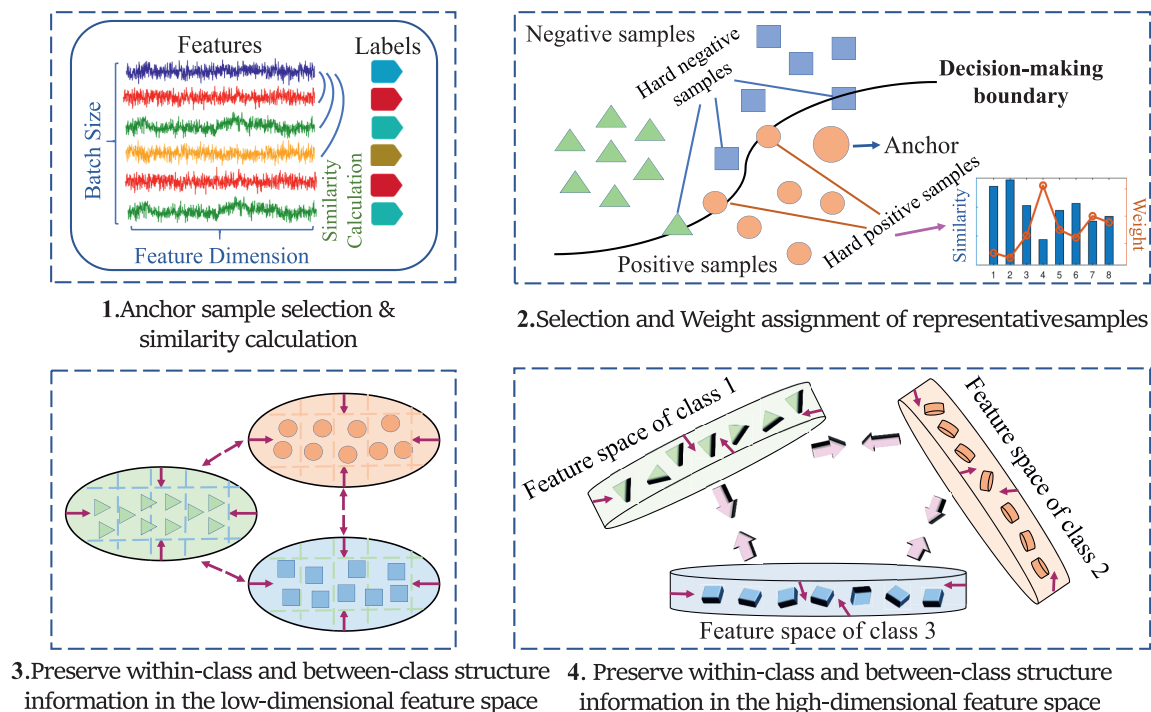 Features
Labels
Batch Size
Similarity
Calculation
Feature Dimension
1.Anchor sample selection &
similarity calculation
Negative samples
Hard negative
samples
Decision-making
boundary
Anchor
Hard positive samples
Positive samples
Similarity
Weight
1 2 3 4 5 6 7 8
2.Selection and Weight assignment of representativesamples
3.Preserve within-class and between-class structure
information in the low-dimensional feature space
Feature space of class 1
Feature space of class 2
Feature space of class 3
4. Preserve within-class and between-class structure
information in the high-dimensional feature space